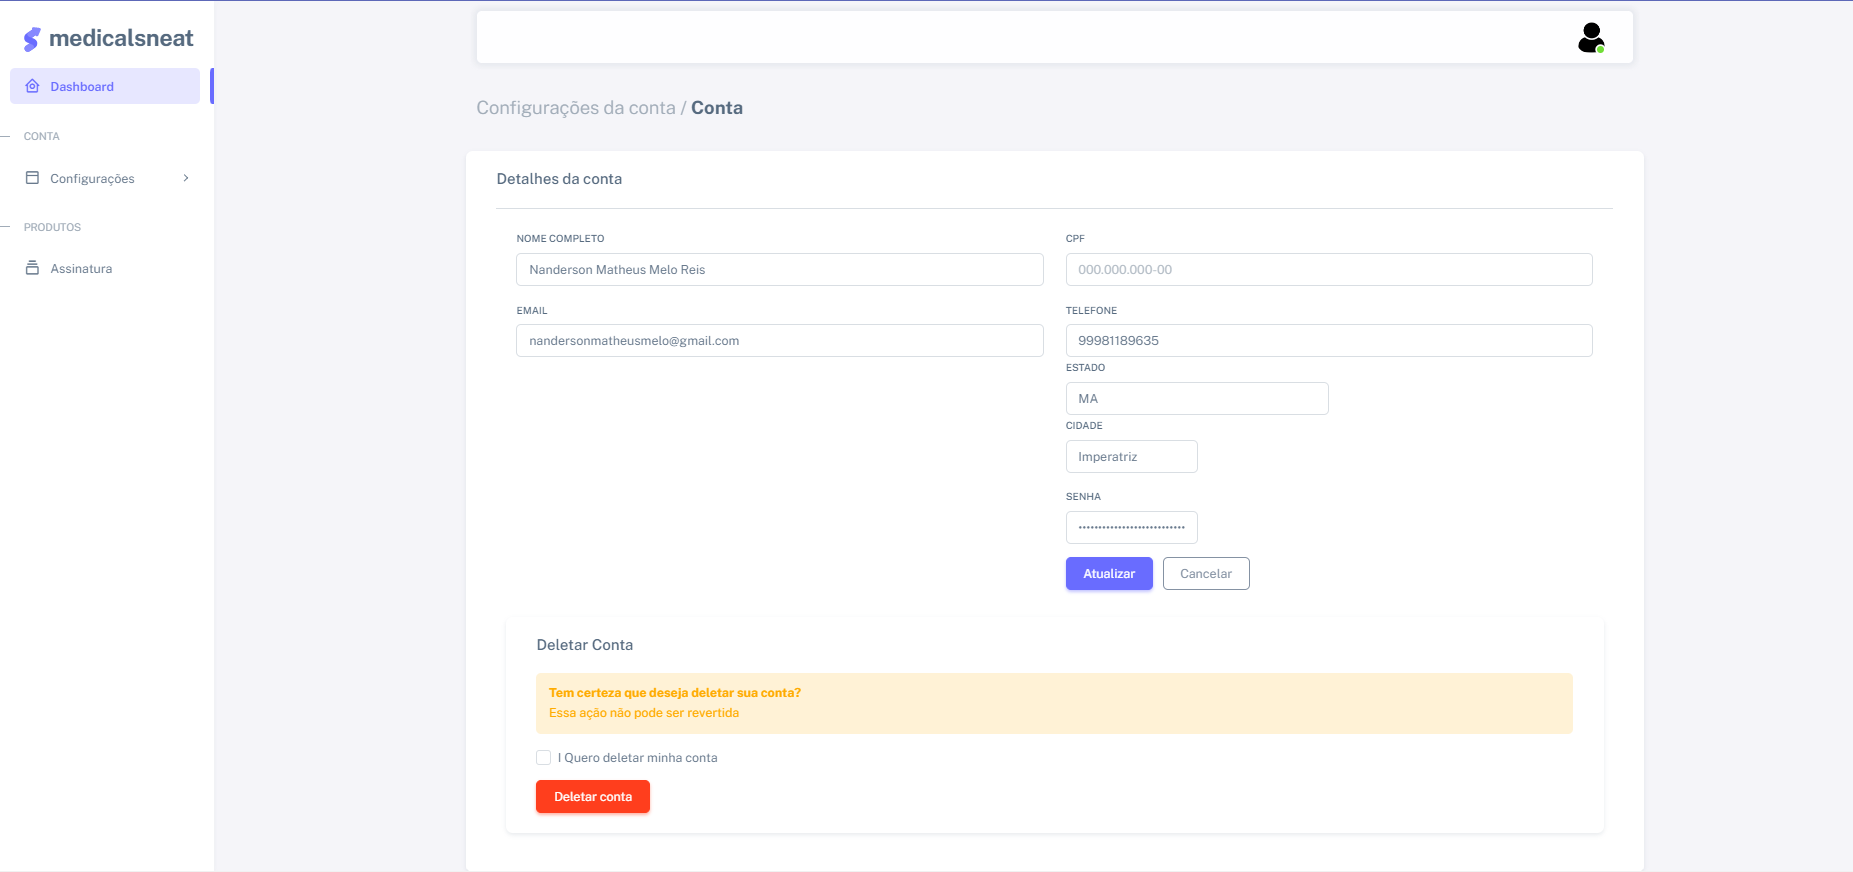 medicalsneat
Dashboard
CONTA
Configurações
PRODUTOS
Assinatura
Configurações da conta / Conta
Detalhes da conta
NOME COMPLETO
Nanderson Matheus Melo Reis
CPF
000.000.000-00
EMAIL
nandersonmatheusmelo@gmail.com
TELEFONE
99981189635
ESTADO
MA
CIDADE
Imperatriz
SENHA
Atualizar
Cancelar
Deletar Conta
Tem certeza que deseja deletar sua conta?
Essa ação não pode ser revertida
I Quero deletar minha conta
Deletar conta